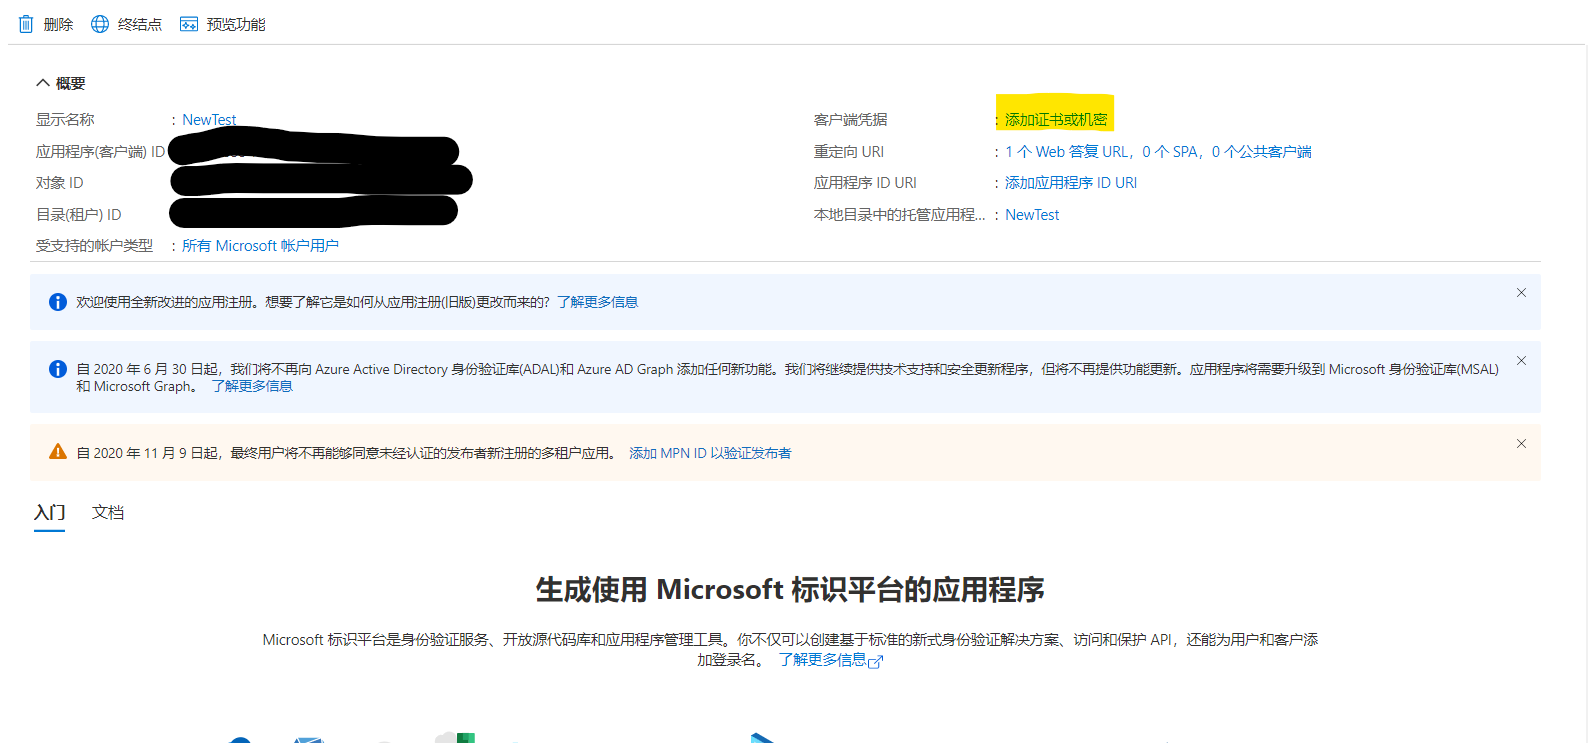 删除 终结点 预览功能
概要
显示名称 : NewTest
客户端凭据 : 添加证书或机密
应用程序(客户端) ID
重定向 URI : 1 个 Web 答复 URL，0 个 SPA，0 个公共客户端
对象 ID
应用程序 ID URI : 添加应用程序 ID URI
目录(租户) ID
本地目录中的托管应用程... : NewTest
受支持的帐户类型 : 所有 Microsoft 帐户用户
欢迎使用全新改进的应用注册。想要了解它是如何从应用注册(旧版)更改而来的? 了解更多信息
自 2020 年 6 月 30 日起，我们将不再向 Azure Active Directory 身份验证库(ADAL)和 Azure AD Graph 添加任何新功能。我们将继续提供技术支持和安全更新程序，但将不再提供功能更新。应用程序将需要升级到 Microsoft 身份验证库(MSAL)
和 Microsoft Graph。 了解更多信息
自 2020 年 11 月 9 日起，最终用户将不再能够同意未经认证的发布者新注册的多租户应用。 添加 MPN ID 以验证发布者
入门 文档
生成使用 Microsoft 标识平台的应用程序
Microsoft 标识平台是身份验证服务、开放源代码库和应用程序管理工具。你不仅可以创建基于标准的新式身份验证解决方案、访问和保护 API，还能为用户和客户添
加登录名。 了解更多信息